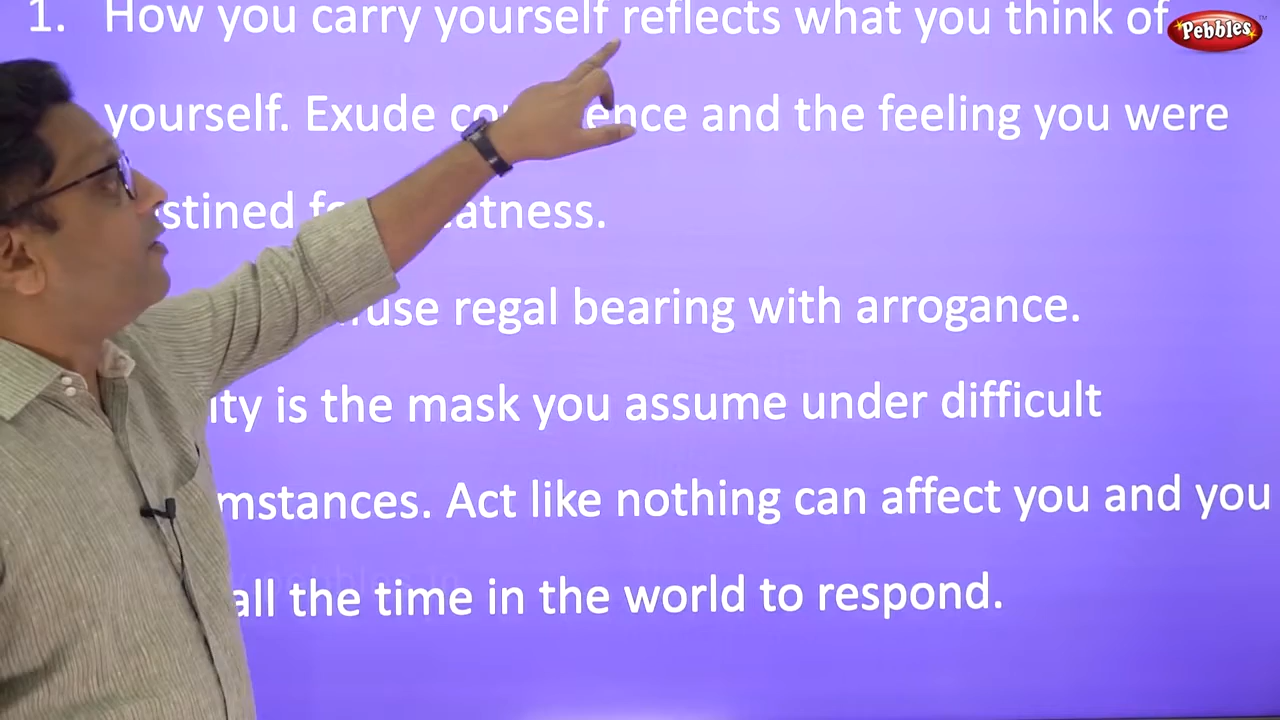 1. How you carry yourself reflects what you think of
yourself. Exude and the feeling you were
is the mask you assume under difficult
regal bearing with arrogance.
Act like nothing can affect you and you
all the time in the world to respond.
Pebbles